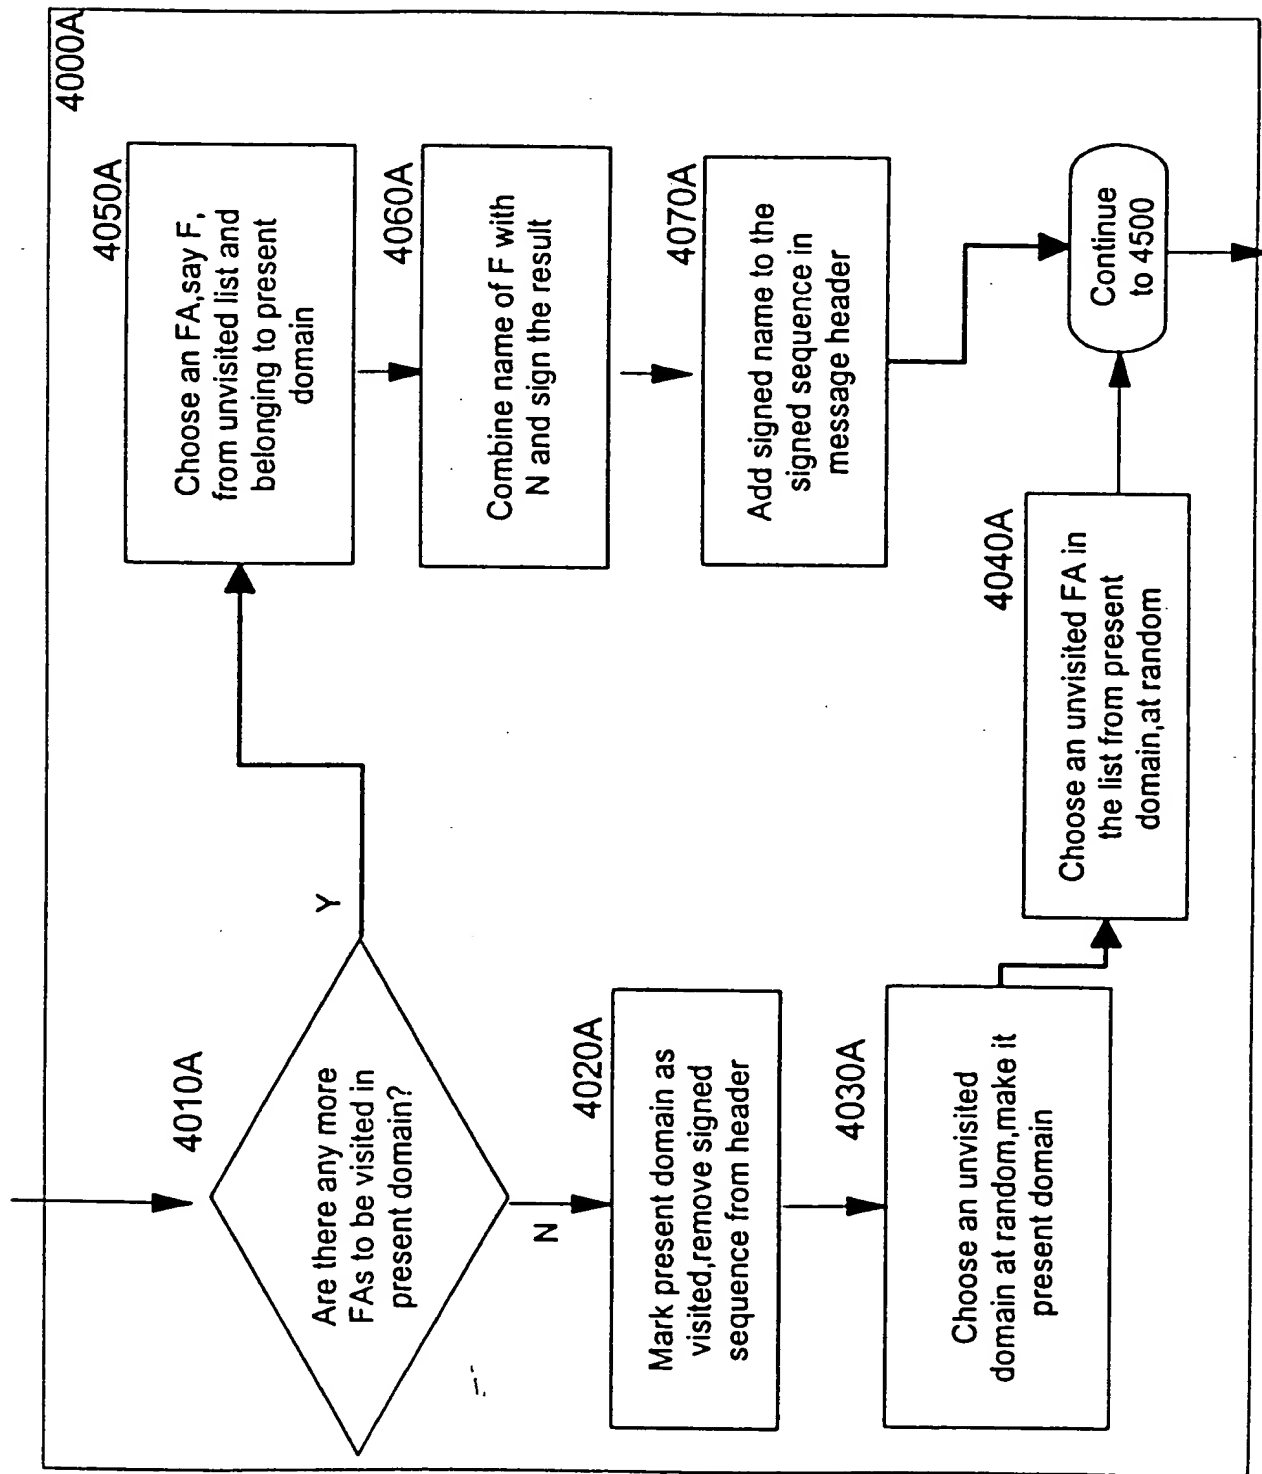 4000A
4010A
Are there any more
FAs to be visited in
present domain?
Y
N
4020A
Mark present domain as
visited,remove signed
sequence from header
4030A
Choose an unvisited
domain at random,make it
present domain
4040A
Choose an unvisited FA in
the list from present
domain,at random
4050A
Choose an FA,say F,
from unvisited list and
belonging to present
domain
4060A
Combine name of F with
N and sign the result
4070A
Add signed name to the
signed sequence in
message header
Continue
to 4500